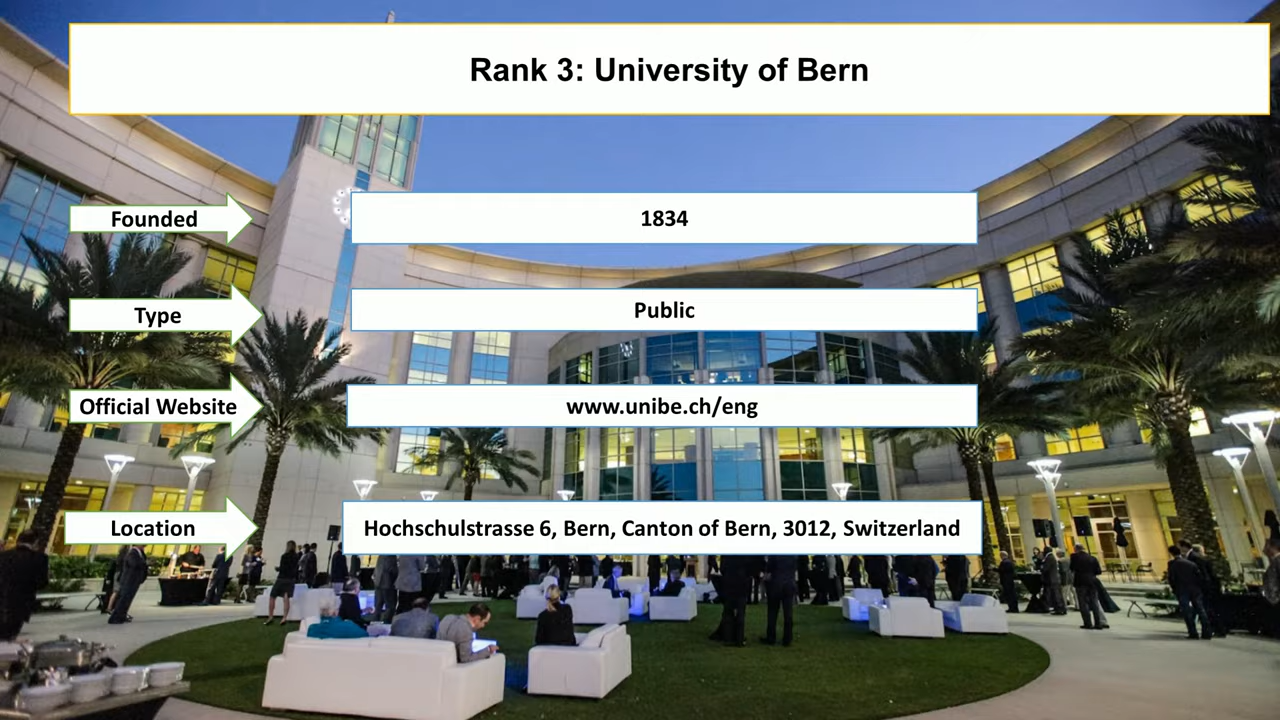 Rank 3: University of Bern
Founded
1834
Type
Public
Official Website
www.unibe.ch/eng
Location
Hochschulstrasse 6, Bern, Canton of Bern, 3012, Switzerland